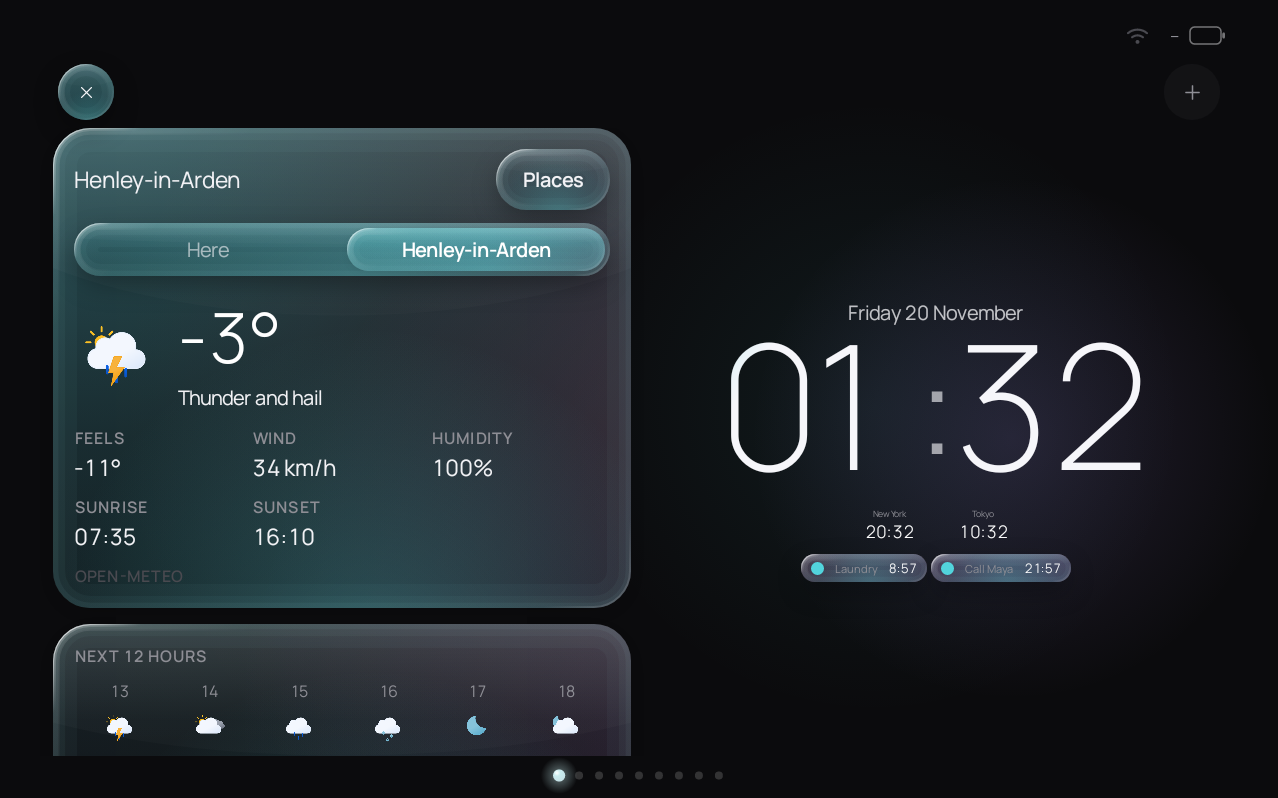 Henley-in-Arden
Places
Here
Henley-in-Arden
-3°
Thunder and hail
FEELS
WIND
HUMIDITY
-11°
34 km/h
100%
SUNRISE
SUNSET
07:35
16:10
OPEN-METEO
NEXT 12 HOURS
13 14 15 16 17 18
Friday 20 November
01:32
New York
Tokyo
20:32
10:32
Laundry 8:57
Call Maya 21:57